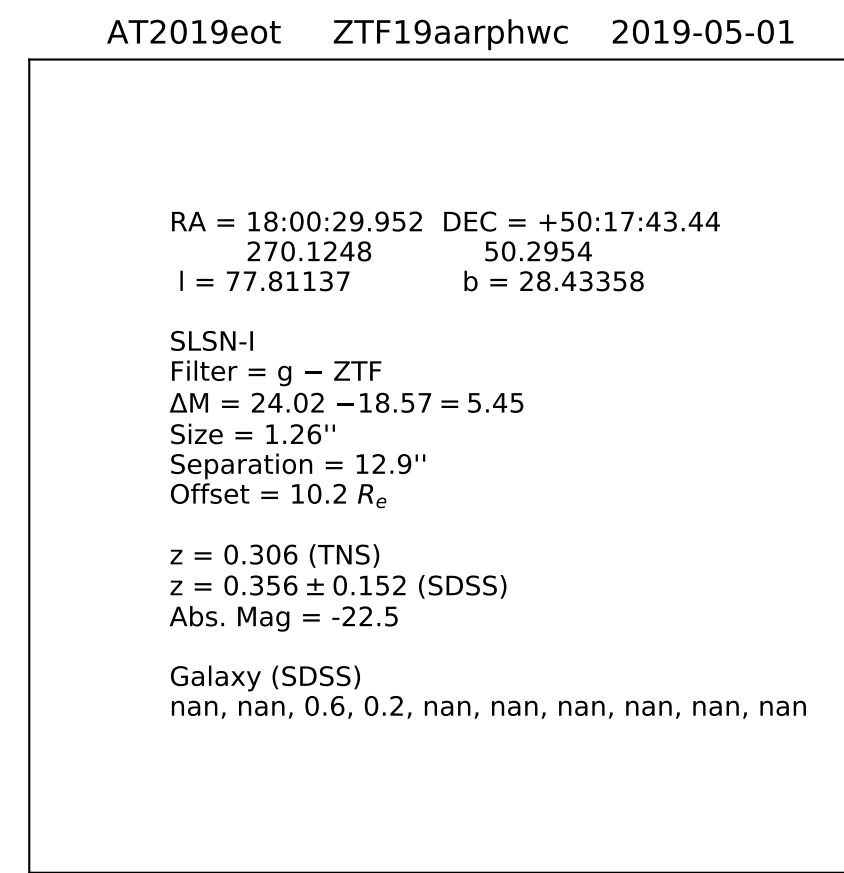 AT2019eot ZTF19aarphwc 2019-05-01
RA = 18:00:29.952 DEC = +50:17:43.44
270.1248 50.2954
l = 77.81137 b = 28.43358
SLSN-I
Filter = g − ZTF
ΔM = 24.02 −18.57 = 5.45
Size = 1.26''
Separation = 12.9''
Offset = 10.2 Rₑ
z = 0.306 (TNS)
z = 0.356 ± 0.152 (SDSS)
Abs. Mag = -22.5
Galaxy (SDSS)
nan, nan, 0.6, 0.2, nan, nan, nan, nan, nan, nan